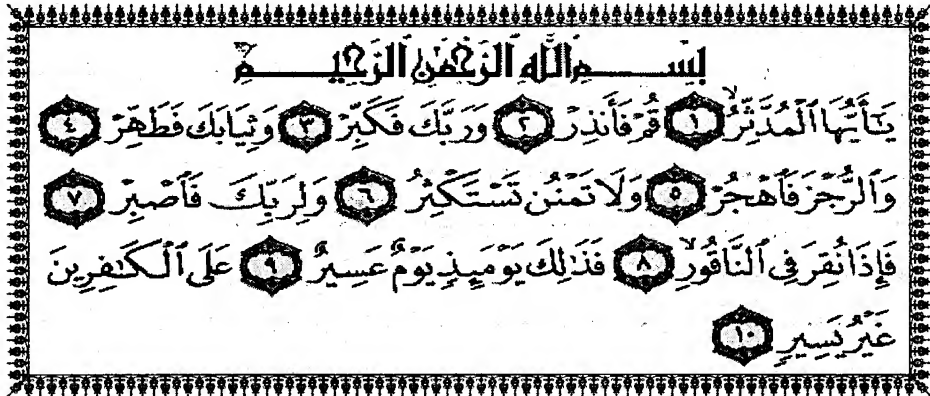 بِسْمِ ٱللَّهِ ٱلرَّحْمَٰنِ ٱلرَّحِيمِ
يَٰٓأَيُّهَا ٱلْمُدَّثِّرُ ١ قُمْ فَأَنذِرْ ٢ وَرَبَّكَ فَكَبِّرْ ٣ وَثِيَابَكَ فَطَهِّرْ ٤
وَٱلرُّجْزَ فَٱهْجُرْ ٥ وَلَا تَمْنُن تَسْتَكْثِرُ ٦ وَلِرَبِّكَ فَٱصْبِرْ ٧
فَإِذَا نُقِرَ فِى ٱلنَّاقُورِ ٨ فَذَٰلِكَ يَوْمَئِذٍ يَوْمٌ عَسِيرٌ ٩ عَلَى ٱلْكَٰفِرِينَ
غَيْرُ يَسِيرٍ ١٠